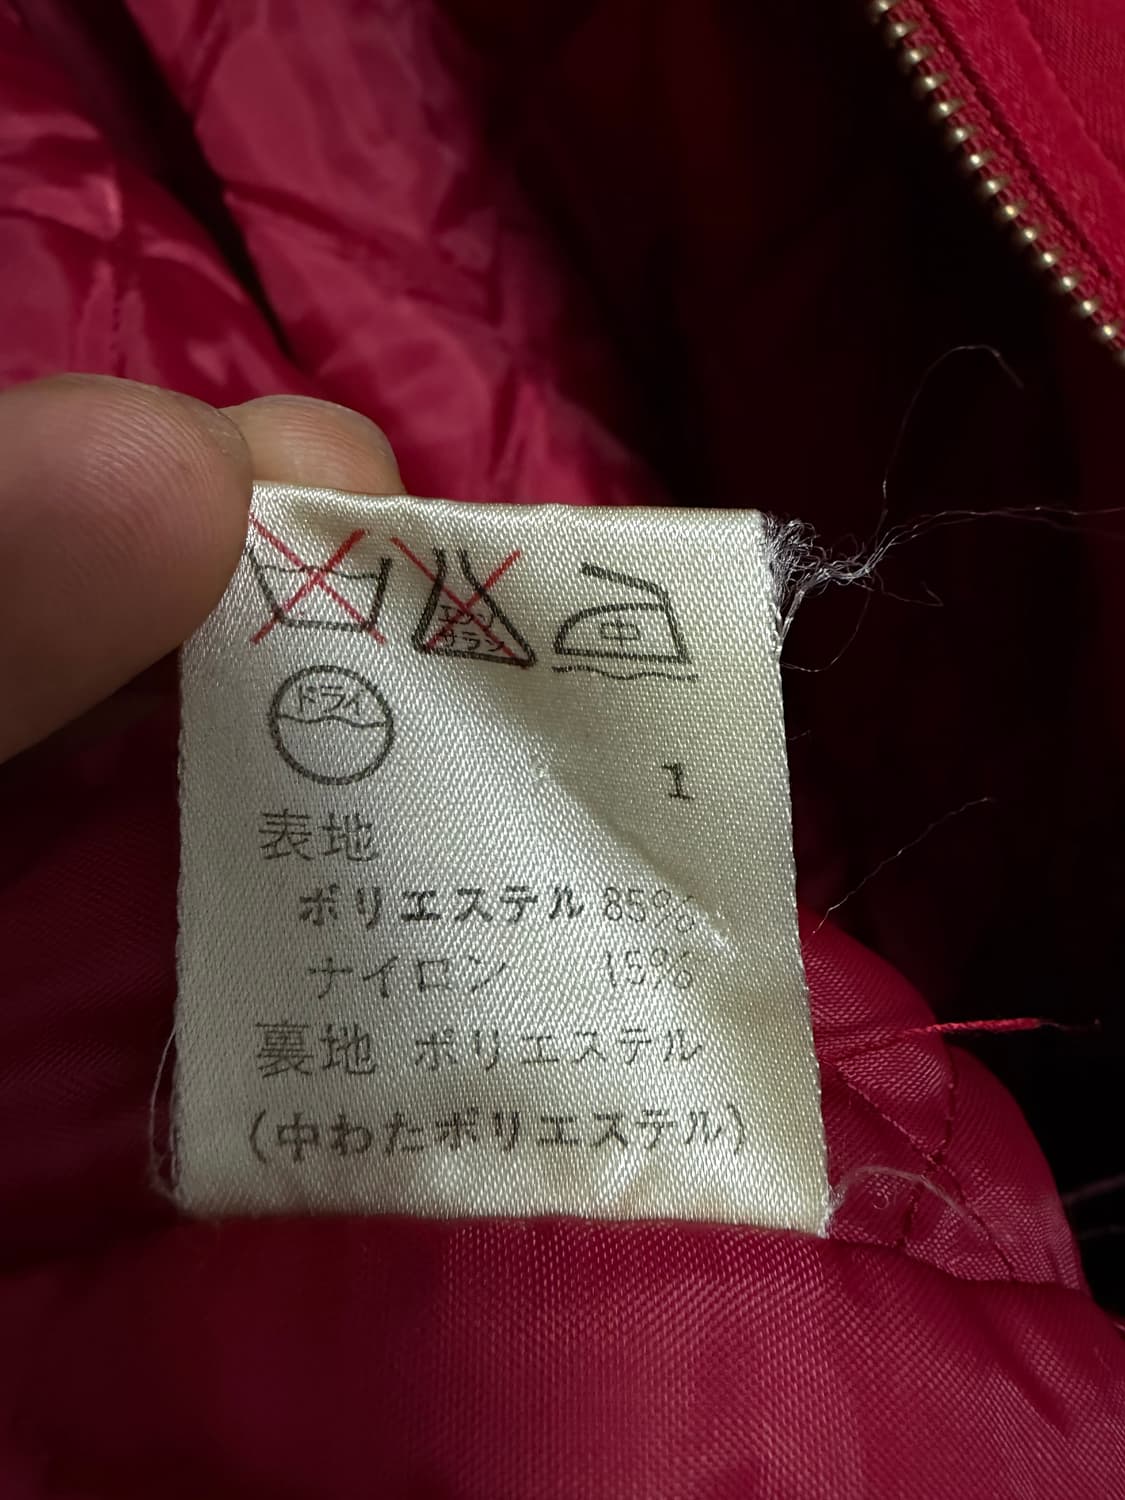 エンソ
サラシ
中
ドライ
1
表地
ポリエステル 85%
ナイロン 15%
裏地 ポリエステル
(中わたポリエステル)